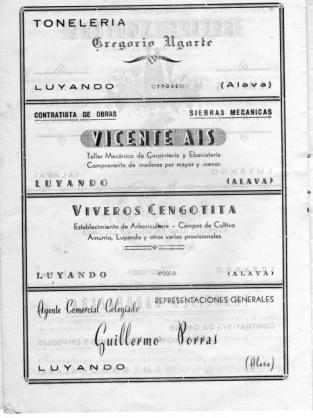 TONELERIA
Gregorio Ugarte
LUYANDO (Alava)
CONTRATISTA DE OBRAS SIERRAS MECANICAS
VICENTE AIS
Taller Mecánico de Carpintería y Ebanistería
Compraventa de maderas por mayor y menor
LUYANDO (ALAVA)
VIVEROS CENGOTITA
Establecimiento de Arboricultura - Campos de Cultivo
Amurrio, Luyando y otros varios provisionales
LUYANDO (ALAVA)
Agente Comercial Colegiado REPRESENTACIONES GENERALES
Guillermo Porras
LUYANDO (Alava)